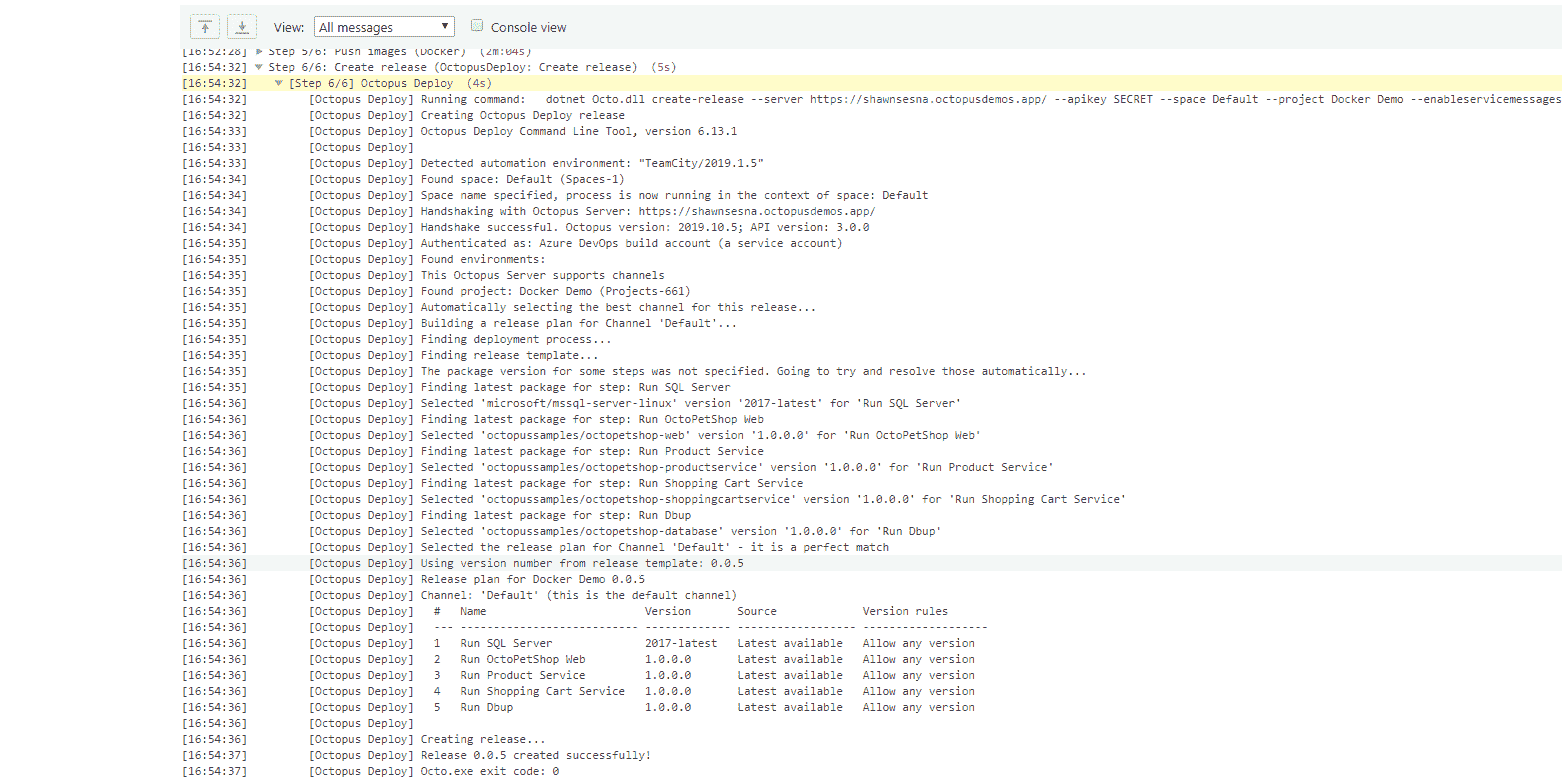 View: All messages Console view
[16:52:28] Step 5/6: Push images (Docker) (2m:04s)
[16:54:32] Step 6/6: Create release (OctopusDeploy: Create release) (5s)
[16:54:32] [Step 6/6] Octopus Deploy (4s)
[16:54:32] [Octopus Deploy] Running command: dotnet Octo.dll create-release --server https://shawnsesna.octopusdemos.app/ --apikey SECRET --space Default --project Docker Demo --enableservicemessages
[16:54:32] [Octopus Deploy] Creating Octopus Deploy release
[16:54:33] [Octopus Deploy] Octopus Deploy Command Line Tool, version 6.13.1
[16:54:33] [Octopus Deploy]
[16:54:33] [Octopus Deploy] Detected automation environment: "TeamCity/2019.1.5"
[16:54:34] [Octopus Deploy] Found space: Default (Spaces-1)
[16:54:34] [Octopus Deploy] Space name specified, process is now running in the context of space: Default
[16:54:34] [Octopus Deploy] Handshaking with Octopus Server: https://shawnsesna.octopusdemos.app/
[16:54:34] [Octopus Deploy] Handshake successful. Octopus version: 2019.10.5; API version: 3.0.0
[16:54:35] [Octopus Deploy] Authenticated as: Azure DevOps build account (a service account)
[16:54:35] [Octopus Deploy] Found environments:
[16:54:35] [Octopus Deploy] This Octopus Server supports channels
[16:54:35] [Octopus Deploy] Found project: Docker Demo (Projects-661)
[16:54:35] [Octopus Deploy] Automatically selecting the best channel for this release...
[16:54:35] [Octopus Deploy] Building a release plan for Channel 'Default'...
[16:54:35] [Octopus Deploy] Finding deployment process...
[16:54:35] [Octopus Deploy] Finding release template...
[16:54:35] [Octopus Deploy] The package version for some steps was not specified. Going to try and resolve those automatically...
[16:54:35] [Octopus Deploy] Finding latest package for step: Run SQL Server
[16:54:36] [Octopus Deploy] Selected 'microsoft/mssql-server-linux' version '2017-latest' for 'Run SQL Server'
[16:54:36] [Octopus Deploy] Finding latest package for step: Run OctoPetShop Web
[16:54:36] [Octopus Deploy] Selected 'octopussamples/octopetshop-web' version '1.0.0.0' for 'Run OctoPetShop Web'
[16:54:36] [Octopus Deploy] Finding latest package for step: Run Product Service
[16:54:36] [Octopus Deploy] Selected 'octopussamples/octopetshop-productservice' version '1.0.0.0' for 'Run Product Service'
[16:54:36] [Octopus Deploy] Finding latest package for step: Run Shopping Cart Service
[16:54:36] [Octopus Deploy] Selected 'octopussamples/octopetshop-shoppingcartservice' version '1.0.0.0' for 'Run Shopping Cart Service'
[16:54:36] [Octopus Deploy] Finding latest package for step: Run Dbup
[16:54:36] [Octopus Deploy] Selected 'octopussamples/octopetshop-database' version '1.0.0.0' for 'Run Dbup'
[16:54:36] [Octopus Deploy] Selected the release plan for Channel 'Default' - it is a perfect match
[16:54:36] [Octopus Deploy] Using version number from release template: 0.0.5
[16:54:36] [Octopus Deploy] Release plan for Docker Demo 0.0.5
[16:54:36] [Octopus Deploy] Channel: 'Default' (this is the default channel)
[16:54:36] [Octopus Deploy] # Name Version Source Version rules
[16:54:36] [Octopus Deploy] --- --------------------------- ------------- ------------------ -------------------
[16:54:36] [Octopus Deploy] 1 Run SQL Server 2017-latest Latest available Allow any version
[16:54:36] [Octopus Deploy] 2 Run OctoPetShop Web 1.0.0.0 Latest available Allow any version
[16:54:36] [Octopus Deploy] 3 Run Product Service 1.0.0.0 Latest available Allow any version
[16:54:36] [Octopus Deploy] 4 Run Shopping Cart Service 1.0.0.0 Latest available Allow any version
[16:54:36] [Octopus Deploy] 5 Run Dbup 1.0.0.0 Latest available Allow any version
[16:54:36] [Octopus Deploy]
[16:54:36] [Octopus Deploy] Creating release...
[16:54:37] [Octopus Deploy] Release 0.0.5 created successfully!
[16:54:37] [Octopus Deploy] Octo.exe exit code: 0